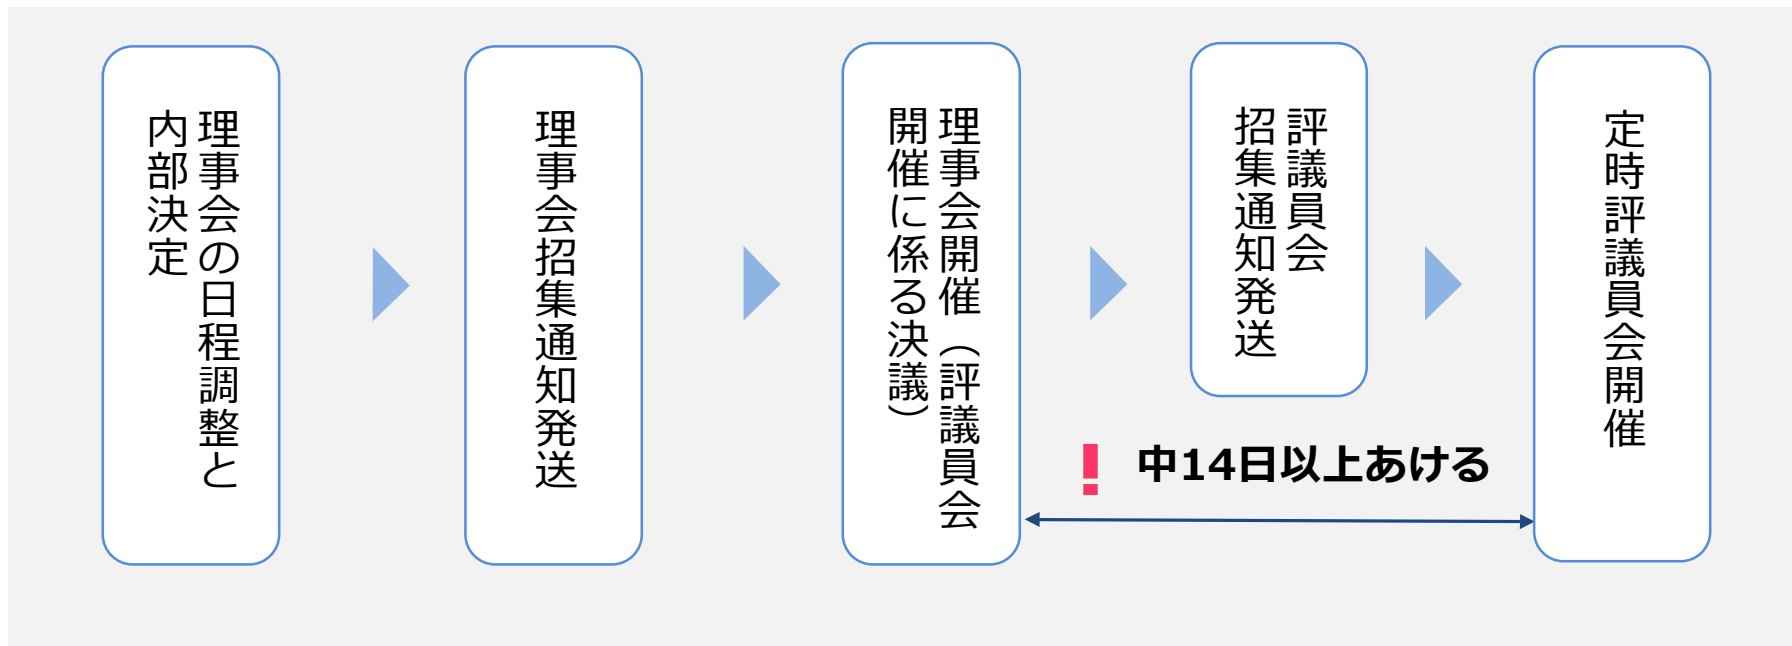 理事会の日程調整と
内部決定
理事会招集通知発送
理事会開催（評議員会
開催に係る決議）
評議員会
招集通知発送
定時評議員会開催
! 中14日以上あける